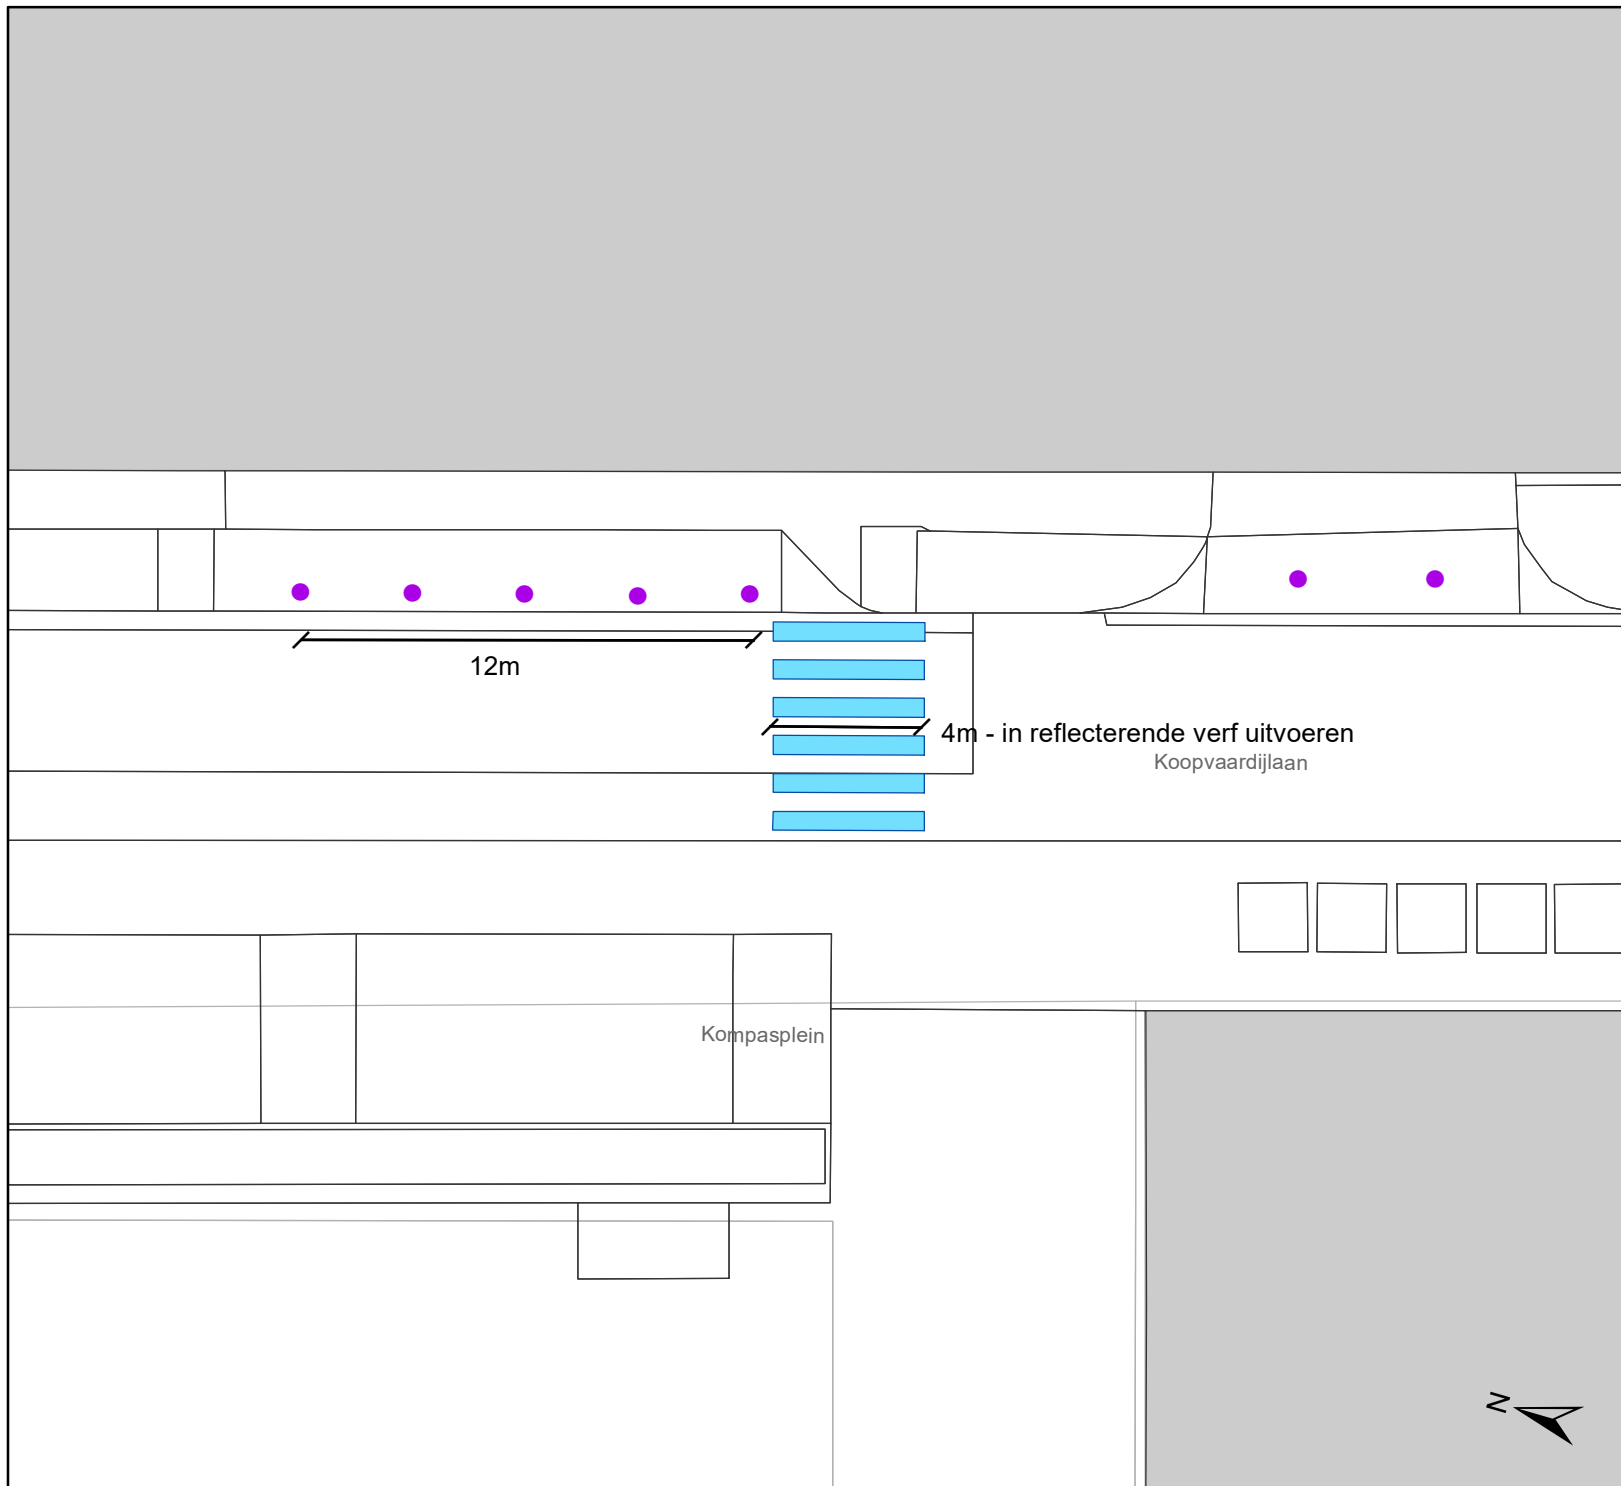 12m
4m - in reflecterende verf uitvoeren
Koopvaardijlaan
Kompasplein
N